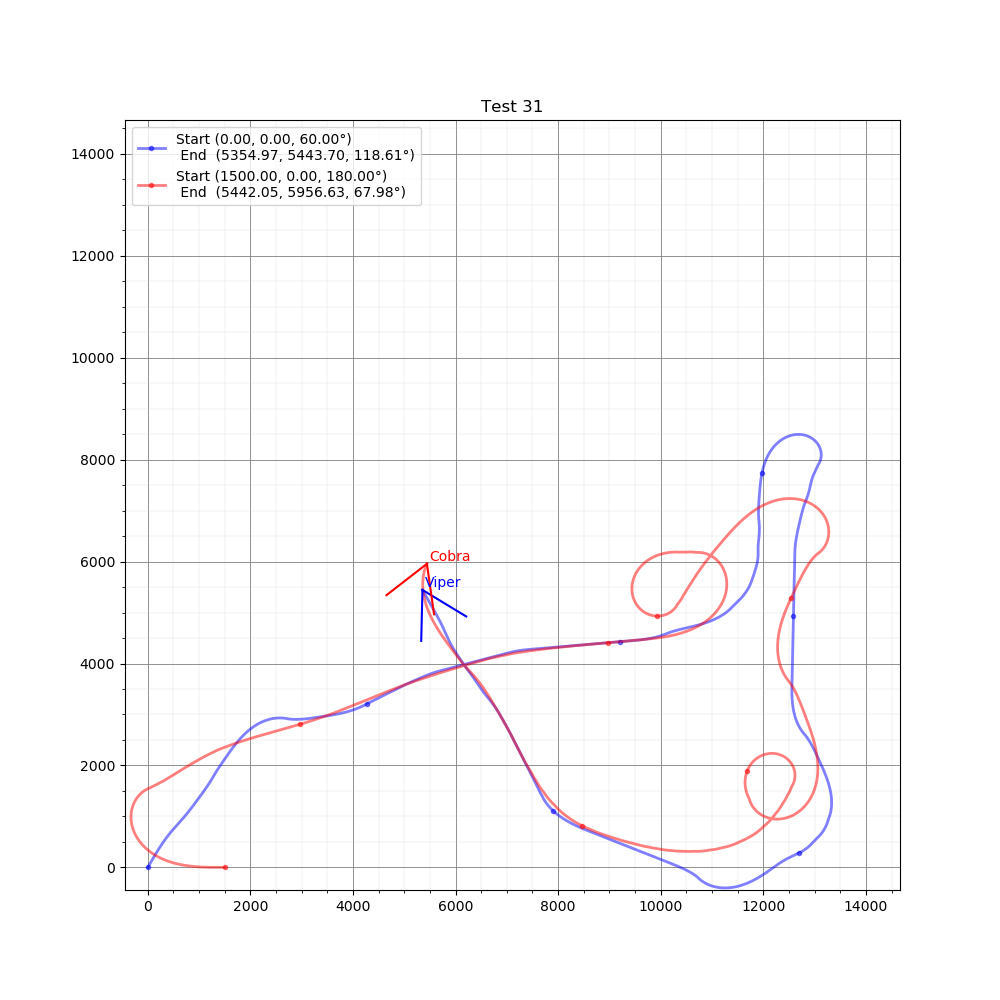 Test 31
Start (0.00, 0.00, 60.00°)
End (5354.97, 5443.70, 118.61°)
Start (1500.00, 0.00, 180.00°)
End (5442.05, 5956.63, 67.98°)
14000
12000
10000
8000
6000
4000
2000
0
Cobra
Viper
0 2000 4000 6000 8000 10000 12000 14000